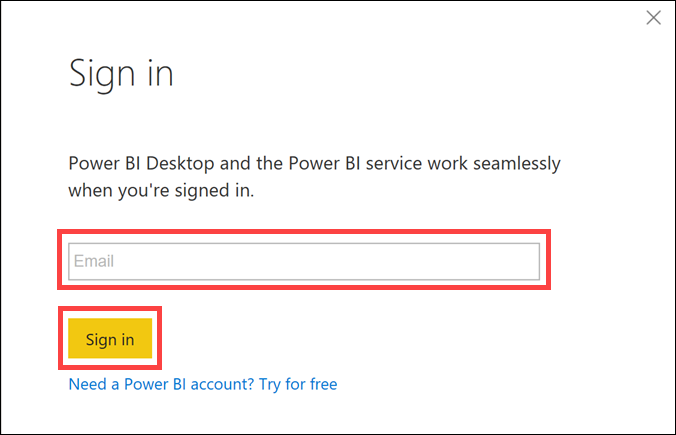 Sign in
Power BI Desktop and the Power BI service work seamlessly
when you're signed in.
Email
Sign in
Need a Power BI account? Try for free